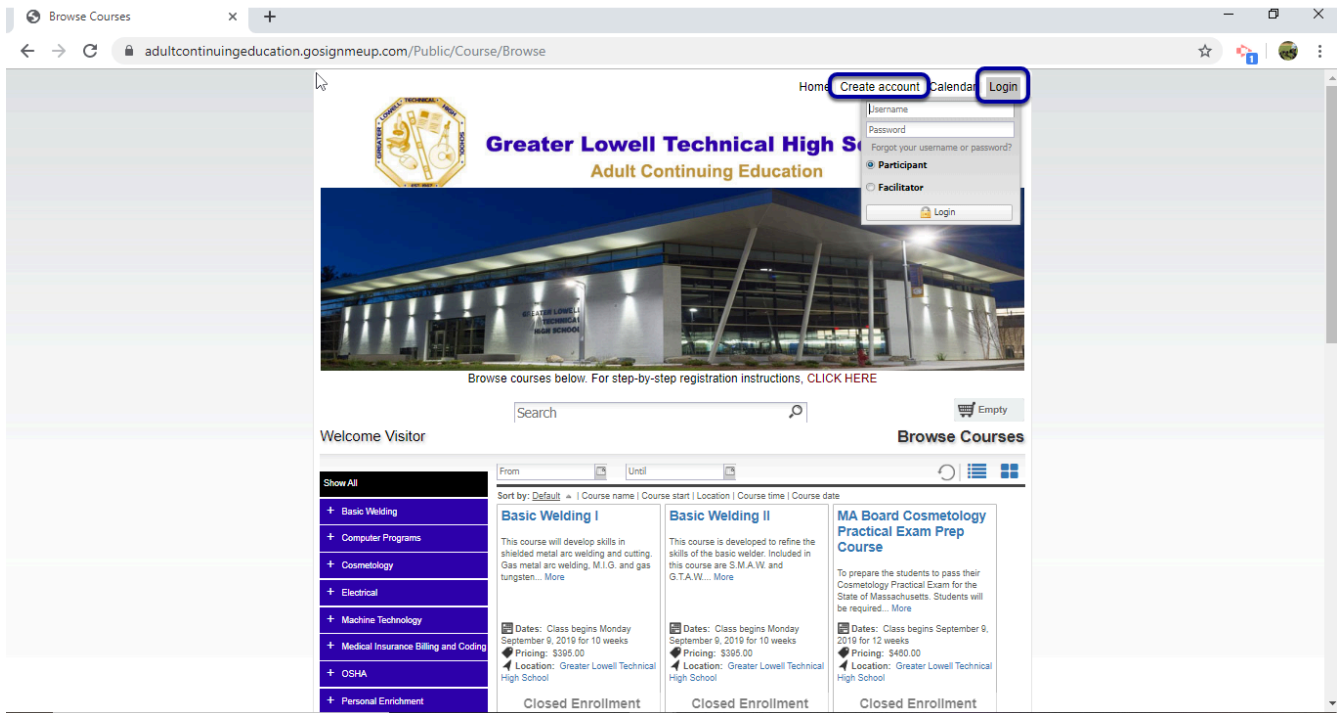 Browse Courses
adultcontinuingeducation.gosignmeup.com/Public/Course/Browse
1
Home Create account Calendar Login
Username
Password
Forgot your username or password?
Participant
Facilitator
Login
GREATER LOWELL TECHNICAL HIGH SCHOOL
Greater Lowell Technical High S
Adult Continuing Education
GREATER LOWELL
TECHNICAL
HIGH SCHOOL
Browse courses below. For step-by-step registration instructions, CLICK HERE
Search
Empty
Welcome Visitor
Browse Courses
From Until
Show All
Sort by: Default | Course name | Course start | Location | Course time | Course date
+ Basic Welding
+ Computer Programs
+ Cosmetology
+ Electrical
+ Machine Technology
+ Medical Insurance Billing and Coding
+ OSHA
+ Personal Enrichment
Basic Welding I
This course will develop skills in
shielded metal arc welding and cutting.
Gas metal arc welding, M.I.G. and gas
tungsten... More
Dates: Class begins Monday
September 9, 2019 for 10 weeks
Pricing: $395.00
Location: Greater Lowell Technical
High School
Closed Enrollment
Basic Welding II
This course is developed to refine the
skills of the basic welder. Included in
this course are S.M.A.W. and
G.T.A.W.... More
Dates: Class begins Monday
September 9, 2019 for 10 weeks
Pricing: $395.00
Location: Greater Lowell Technical
High School
Closed Enrollment
MA Board Cosmetology
Practical Exam Prep
Course
To prepare the students to pass their
Cosmetology Practical Exam for the
State of Massachusetts. Students will
be required... More
Dates: Class begins September 9,
2019 for 12 weeks
Pricing: $460.00
Location: Greater Lowell Technical
High School
Closed Enrollment